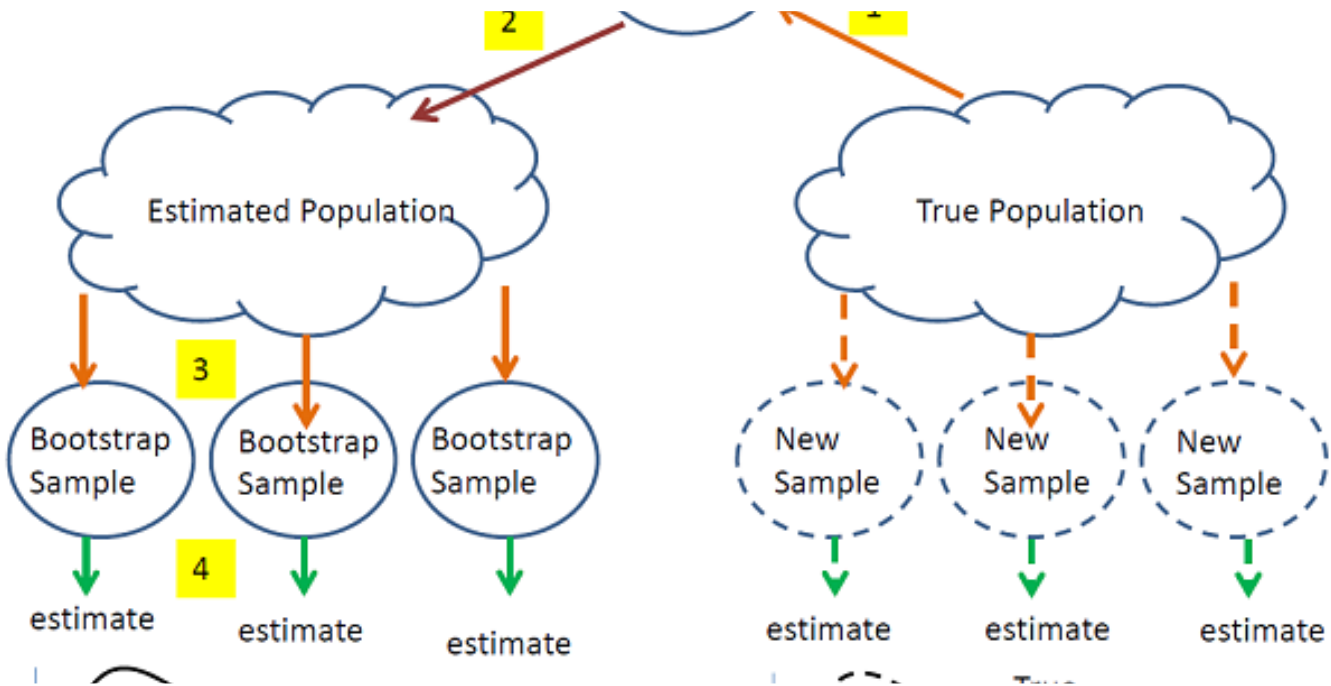 2
1
Estimated Population
True Population
3
Bootstrap
Sample
Bootstrap
Sample
Bootstrap
Sample
New
Sample
New
Sample
New
Sample
4
estimate
estimate
estimate
estimate
estimate
estimate
True